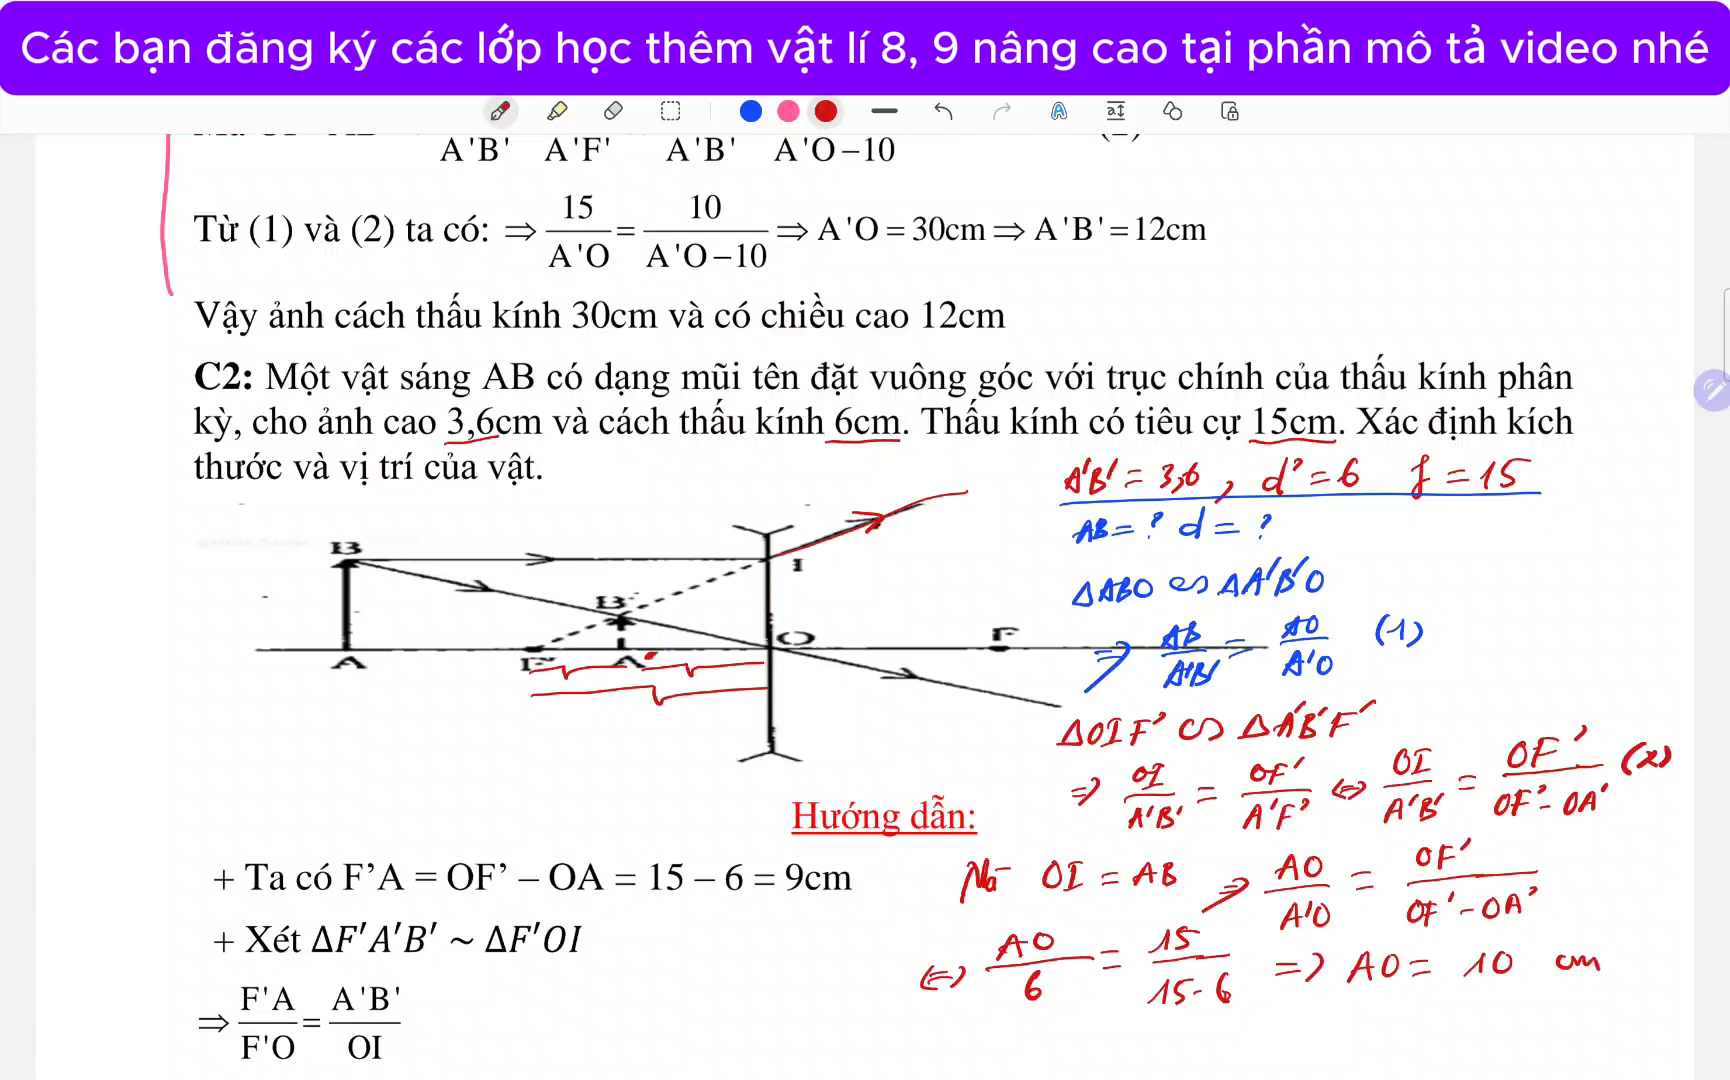 Các bạn đăng ký các lớp học thêm vật lí 8, 9 nâng cao tại phần mô tả video nhé
A'B' A'F' A'B' A'O−10
Từ (1) và (2) ta có: ⇒ 15/A'O = 10/(A'O−10) ⇒ A'O = 30cm ⇒ A'B' = 12cm
Vậy ảnh cách thấu kính 30cm và có chiều cao 12cm
C2: Một vật sáng AB có dạng mũi tên đặt vuông góc với trục chính của thấu kính phân
kỳ, cho ảnh cao 3,6cm và cách thấu kính 6cm. Thấu kính có tiêu cự 15cm. Xác định kích
thước và vị trí của vật.
A'B' = 3,6 , d' = 6 f = 15
AB = ? d = ?
B
I
B'
O
F
A
F'
A'
ΔABO ∽ ΔA'B'O
⇒ AB/A'B' = AO/A'O (1)
ΔOIF' ∽ ΔA'B'F'
⇒ OI/A'B' = OF'/A'F' ⇔ OI/A'B' = OF'/(OF' - OA') (2)
Hướng dẫn:
Mà OI = AB ⇒ AO/A'O = OF'/(OF' - OA')
⇔ AO/6 = 15/(15 - 6) ⇒ AO = 10 cm
+ Ta có F'A = OF' – OA = 15 – 6 = 9cm
+ Xét ΔF'A'B' ~ ΔF'OI
⇒ F'A/F'O = A'B'/OI